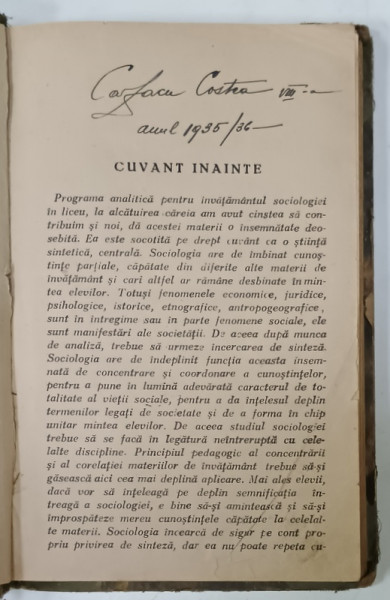 Costea VIII-a
anul 1935/36
CUVANT INAINTE
Programa analitică pentru învățământul sociologiei
în liceu, la alcătuirea căreia am avut cinstea să con-
tribuim și noi, dă acestei materii o însemnătate deo-
sebită. Ea este socotită pe drept cuvânt ca o știință
sintetică, centrală. Sociologia are de îmbinat cunoș-
tințe parțiale, căpătate din diferite alte materii de
învățământ și cari altfel ar rămâne desbinate în min-
tea elevilor. Totuși fenomenele economice, juridice,
psihologice, istorice, etnografice, antropogeografice,
sunt în întregime sau în parte fenomene sociale, ele
sunt manifestări ale societății. De aceea după munca
de analiză, trebue să urmeze încercarea de sinteză.
Sociologia are de îndeplinit funcția aceasta însem-
nată de concentrare și coordonare a cunoștințelor,
pentru a pune în lumină adevărată caracterul de to-
talitate al vieții sociale, pentru a da înțelesul deplin
termenilor legați de societate și de a forma în chip
unitar mintea elevilor. De aceea studiul sociologiei
trebue să se facă în legătură neîntreruptă cu cele-
lalte discipline. Principiul pedagogic al concentrării
și al corelației materiilor de învățământ trebue să-și
găsească aici cea mai deplină aplicare. Mai ales elevii,
dacă vor să înțeleagă pe deplin semnificația în-
treagă a sociologiei, e bine să-și amintească și să-și
împrospăteze mereu cunoștințele căpătate la celelal-
te materii. Sociologia încearcă de sigur pe cont pro-
priu privirea de sinteză, dar ea nu poate repeta cu-